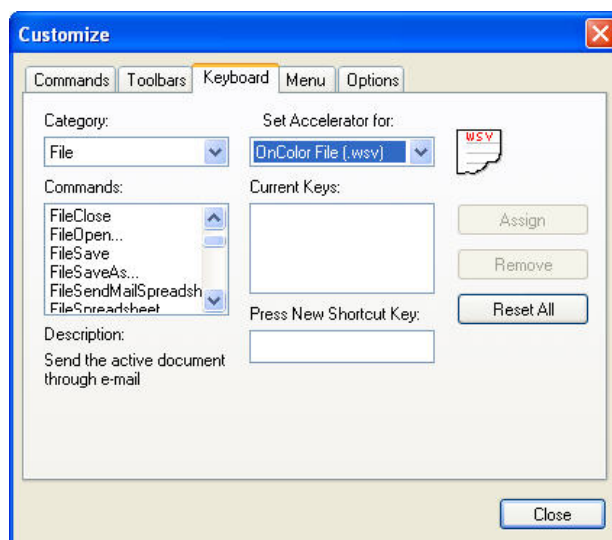 Customize
Commands Toolbars Keyboard Menu Options
Category: Set Accelerator for:
File OnColor File (.wsv) WSV
Commands: Current Keys:
FileClose
FileOpen...
FileSave
FileSaveAs...
FileSendMailSpreadsh
FileSpreadsheet
Assign
Remove
Reset All
Press New Shortcut Key:
Description:
Send the active document
through e-mail
Close